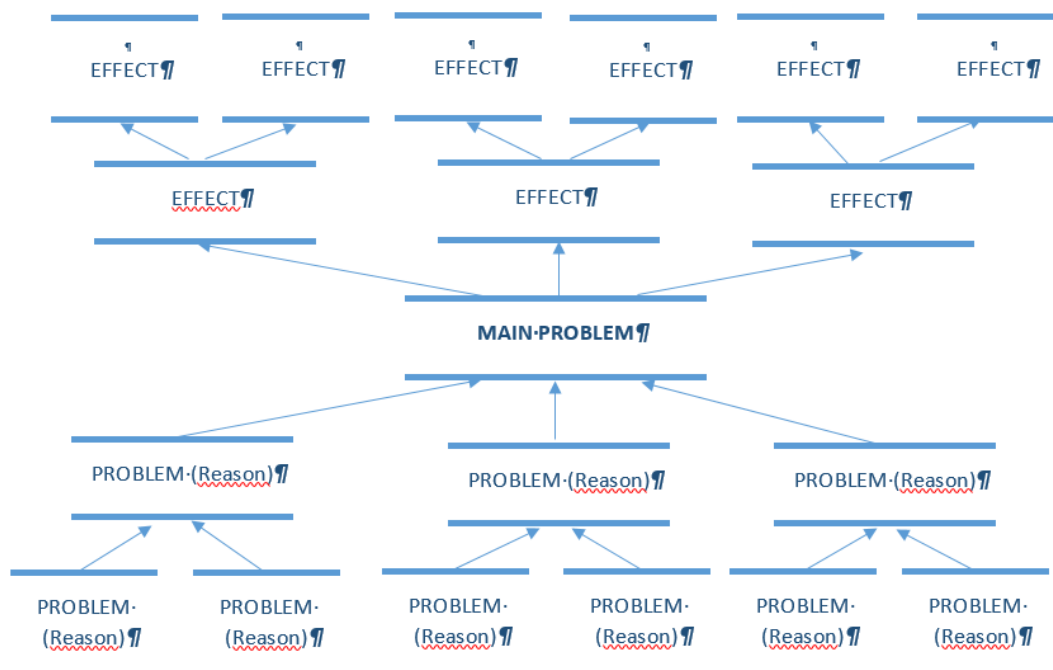 ¶ ¶ ¶ ¶ ¶ ¶
EFFECT¶ EFFECT¶ EFFECT¶ EFFECT¶ EFFECT¶ EFFECT¶
EFFECT¶ EFFECT¶ EFFECT¶
MAIN·PROBLEM¶
PROBLEM·(Reason)¶ PROBLEM·(Reason)¶ PROBLEM·(Reason)¶
PROBLEM· PROBLEM· PROBLEM· PROBLEM· PROBLEM· PROBLEM·
(Reason)¶ (Reason)¶ (Reason)¶ (Reason)¶ (Reason)¶ (Reason)¶